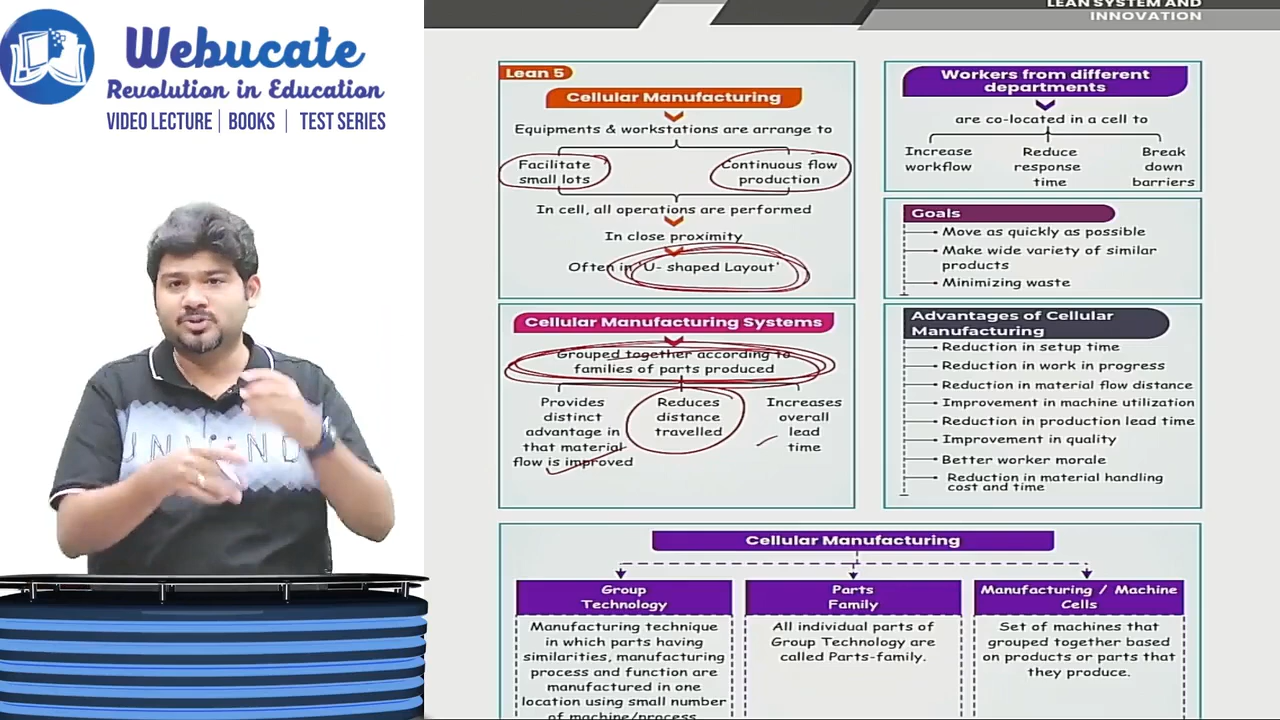 Webucate
Revolution in Education
VIDEO LECTURE | BOOKS | TEST SERIES
UNWIND
LEAN SYSTEM AND
INNOVATION
Lean 5
Cellular Manufacturing
Equipments & workstations are arrange to
Facilitate
small lots
Continuous flow
production
In cell, all operations are performed
In close proximity
Often in 'U- shaped Layout'
Cellular Manufacturing Systems
Grouped together according to
families of parts produced
Provides
distinct
advantage in
that material
flow is improved
Reduces
distance
travelled
Increases
overall
lead
time
Workers from different
departments
are co-located in a cell to
Increase
workflow
Reduce
response
time
Break
down
barriers
Goals
Move as quickly as possible
Make wide variety of similar
products
Minimizing waste
Advantages of Cellular
Manufacturing
Reduction in setup time
Reduction in work in progress
Reduction in material flow distance
Improvement in machine utilization
Reduction in production lead time
Improvement in quality
Better worker morale
Reduction in material handling
cost and time
Cellular Manufacturing
Group
Technology
Manufacturing technique
in which parts having
similarities, manufacturing
process and function are
manufactured in one
location using small number
of machine/process
Parts
Family
All individual parts of
Group Technology are
called Parts-family.
Manufacturing / Machine
Cells
Set of machines that
grouped together based
on products or parts that
they produce.